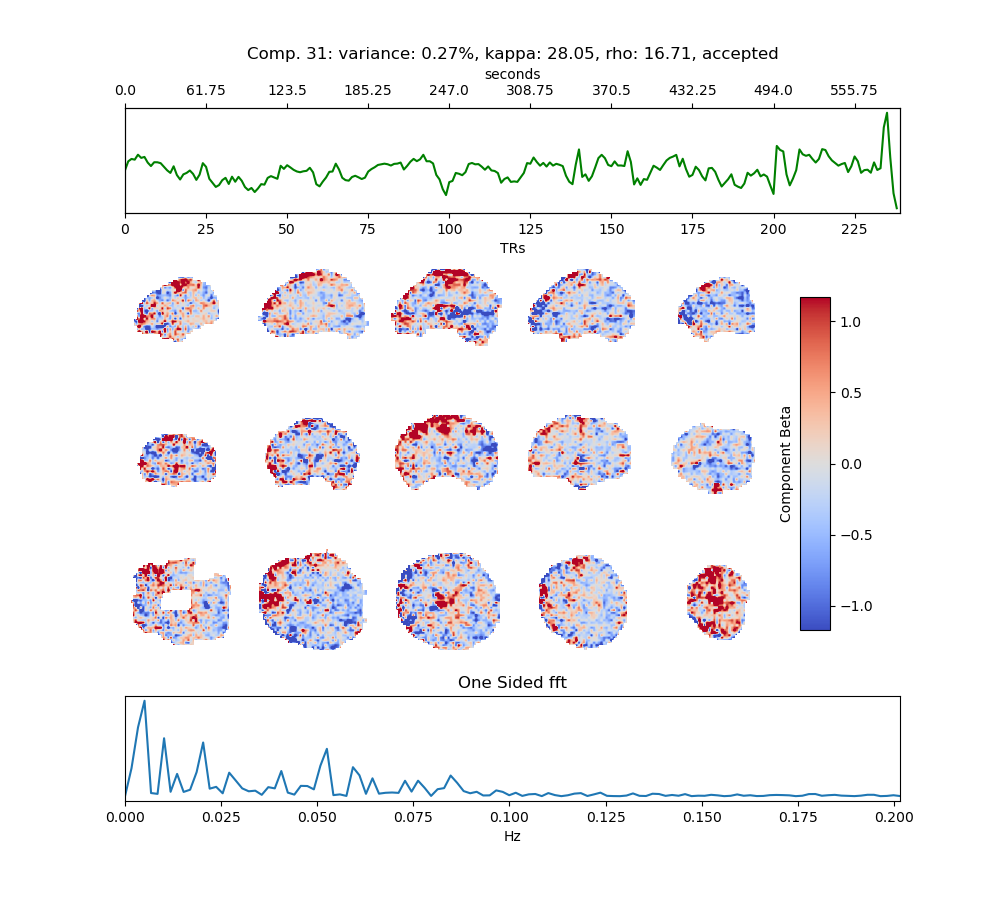 Comp. 31: variance: 0.27%, kappa: 28.05, rho: 16.71, accepted
seconds
0.0 61.75 123.5 185.25 247.0 308.75 370.5 432.25 494.0 555.75
0 25 50 75 100 125 150 175 200 225
TRs
1.0
0.5
0.0
−0.5
−1.0
Component Beta
One Sided fft
0.000 0.025 0.050 0.075 0.100 0.125 0.150 0.175 0.200
Hz